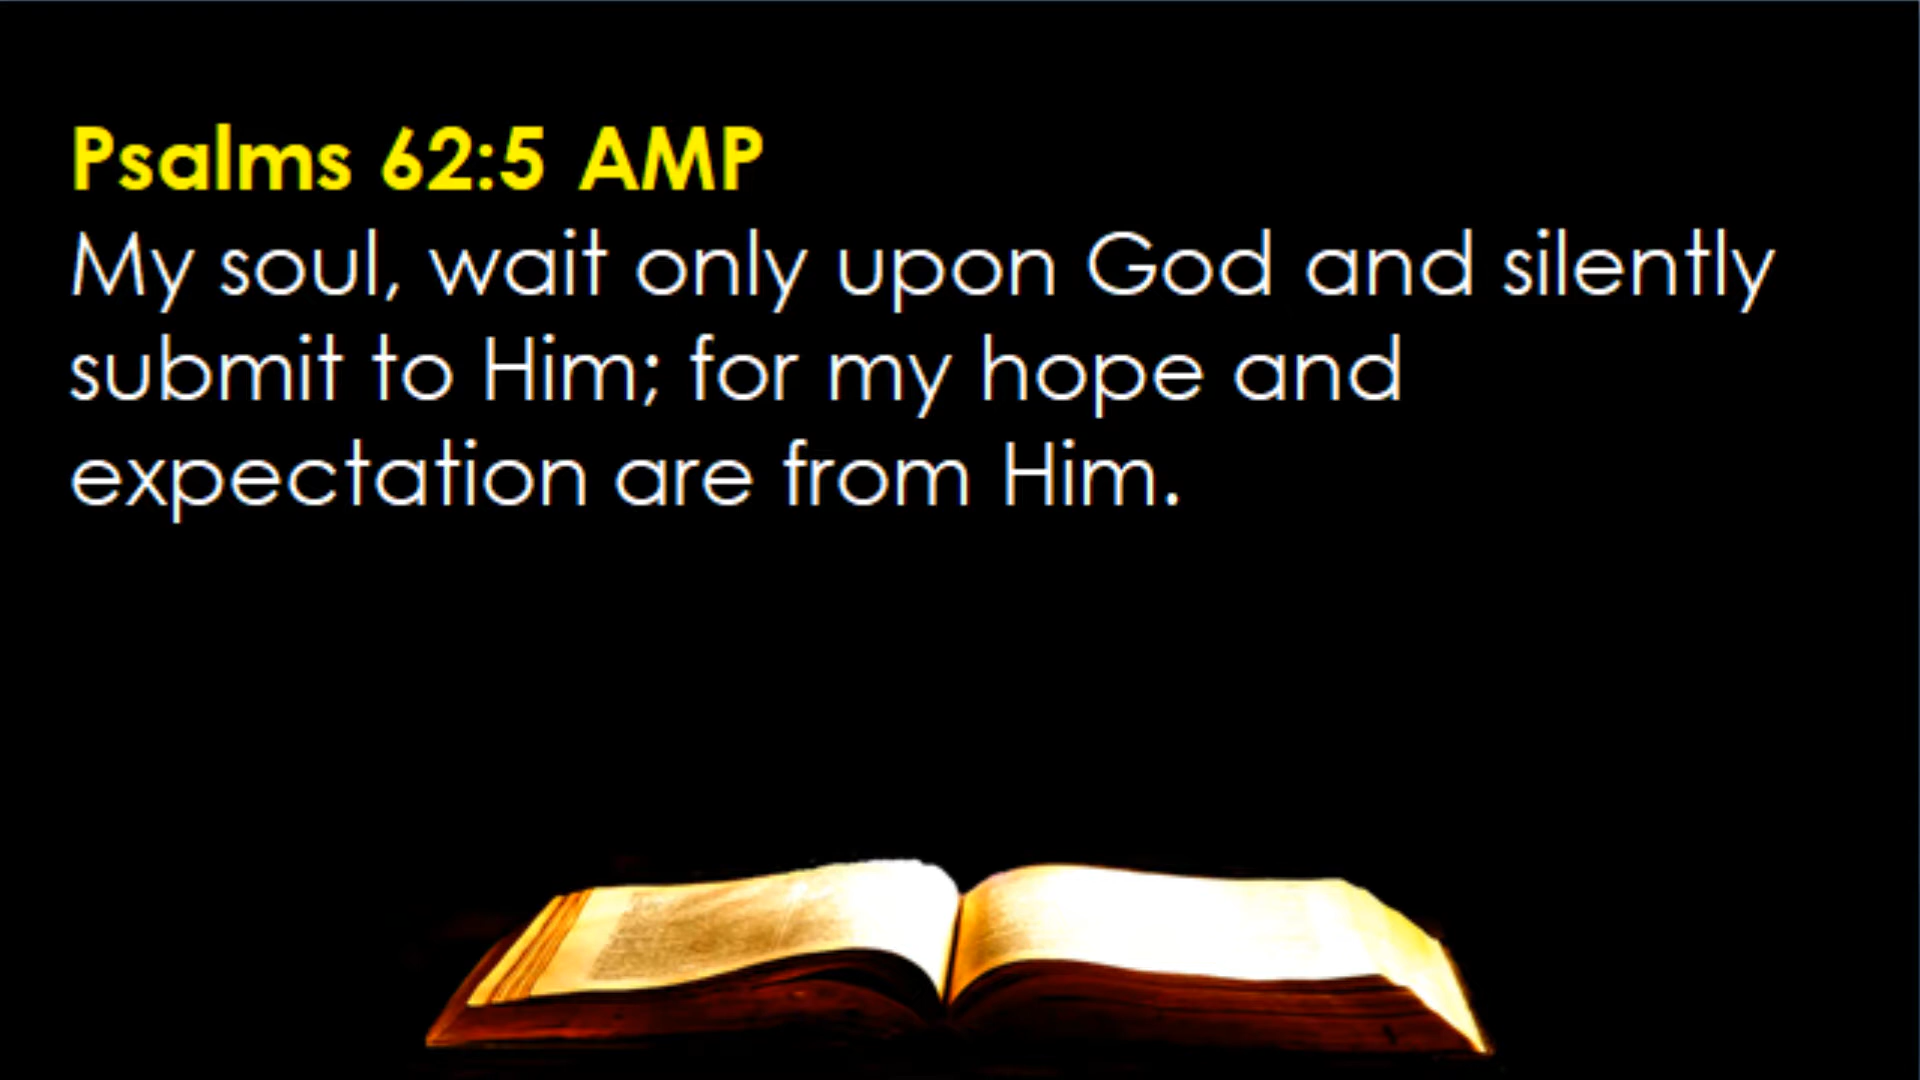 Psalms 62:5 AMP
My soul, wait only upon God and silently
submit to Him; for my hope and
expectation are from Him.